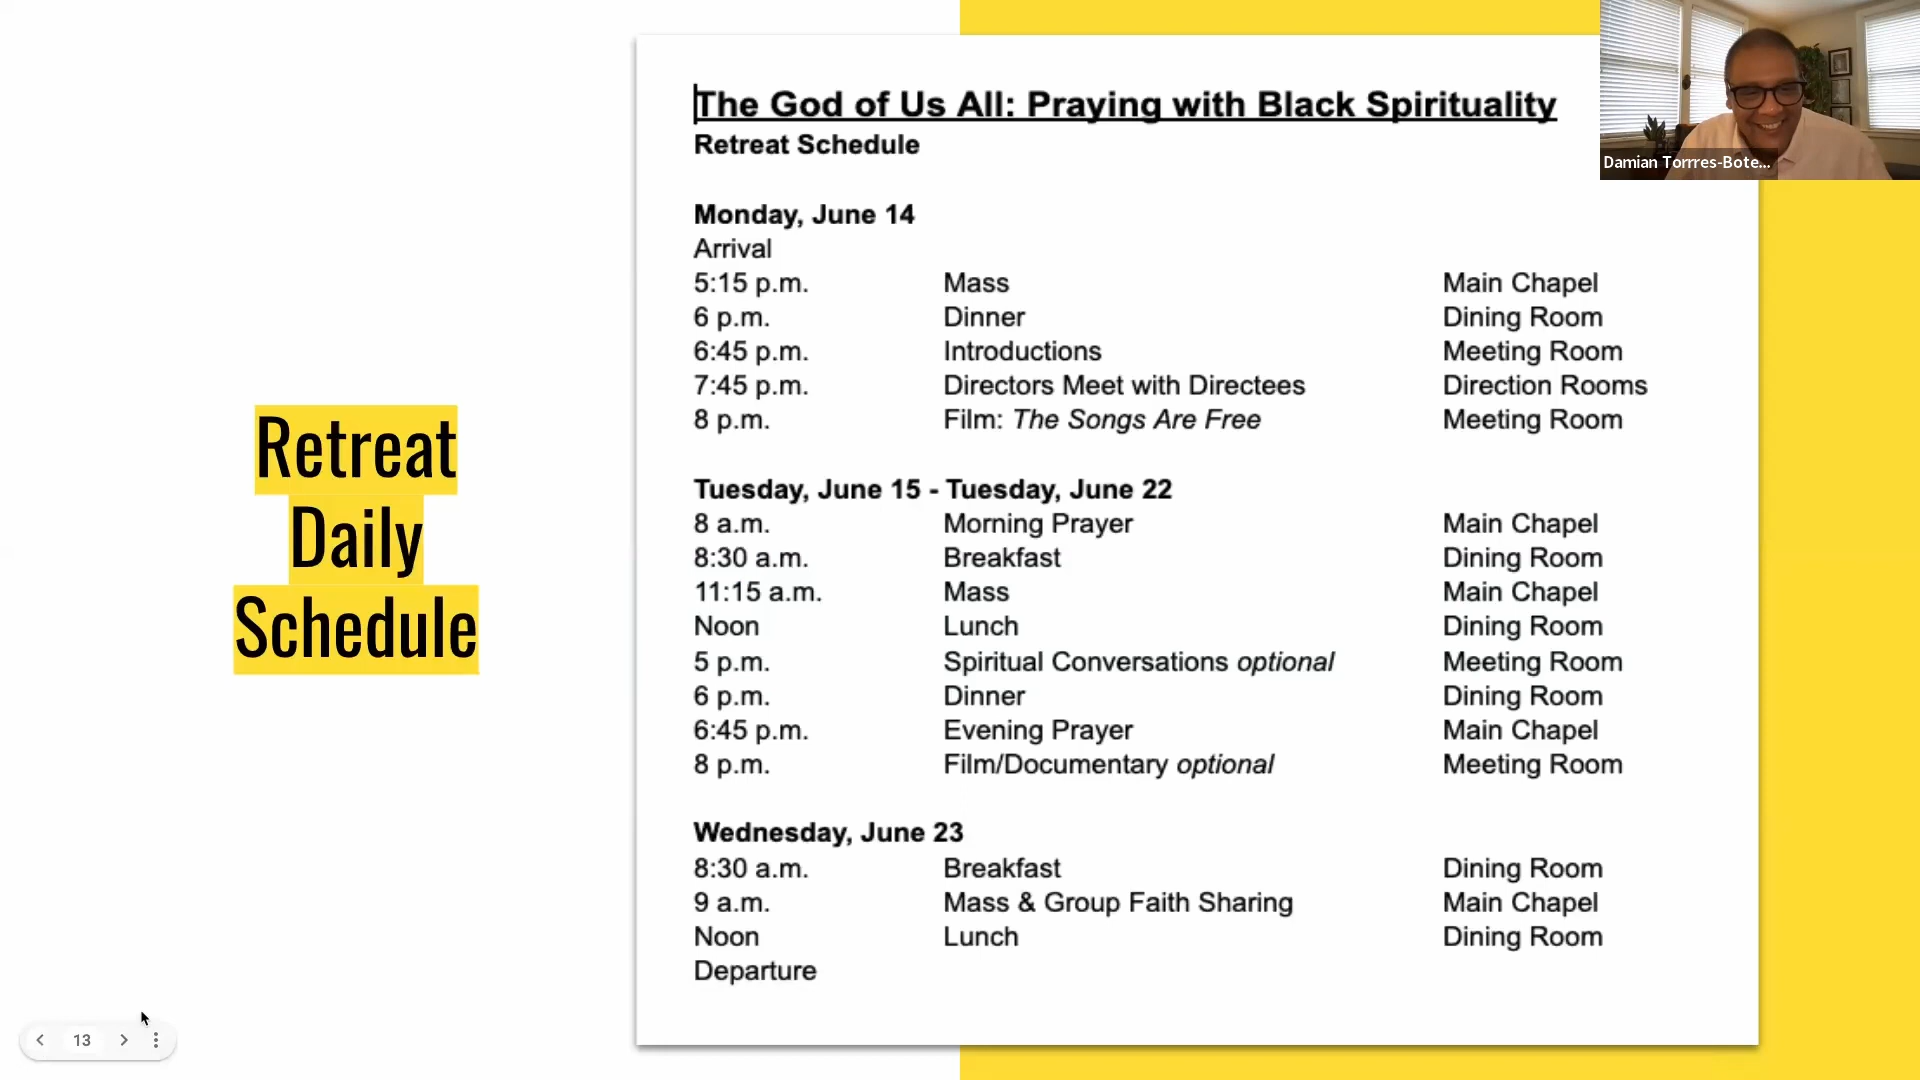 Retreat
Daily
Schedule
The God of Us All: Praying with Black Spirituality
Retreat Schedule
Monday, June 14
Arrival
5:15 p.m. Mass Main Chapel
6 p.m. Dinner Dining Room
6:45 p.m. Introductions Meeting Room
7:45 p.m. Directors Meet with Directees Direction Rooms
8 p.m. Film: The Songs Are Free Meeting Room
Tuesday, June 15 - Tuesday, June 22
8 a.m. Morning Prayer Main Chapel
8:30 a.m. Breakfast Dining Room
11:15 a.m. Mass Main Chapel
Noon Lunch Dining Room
5 p.m. Spiritual Conversations optional Meeting Room
6 p.m. Dinner Dining Room
6:45 p.m. Evening Prayer Main Chapel
8 p.m. Film/Documentary optional Meeting Room
Wednesday, June 23
8:30 a.m. Breakfast Dining Room
9 a.m. Mass & Group Faith Sharing Main Chapel
Noon Lunch Dining Room
Departure
Damian Torrres-Bote...
13